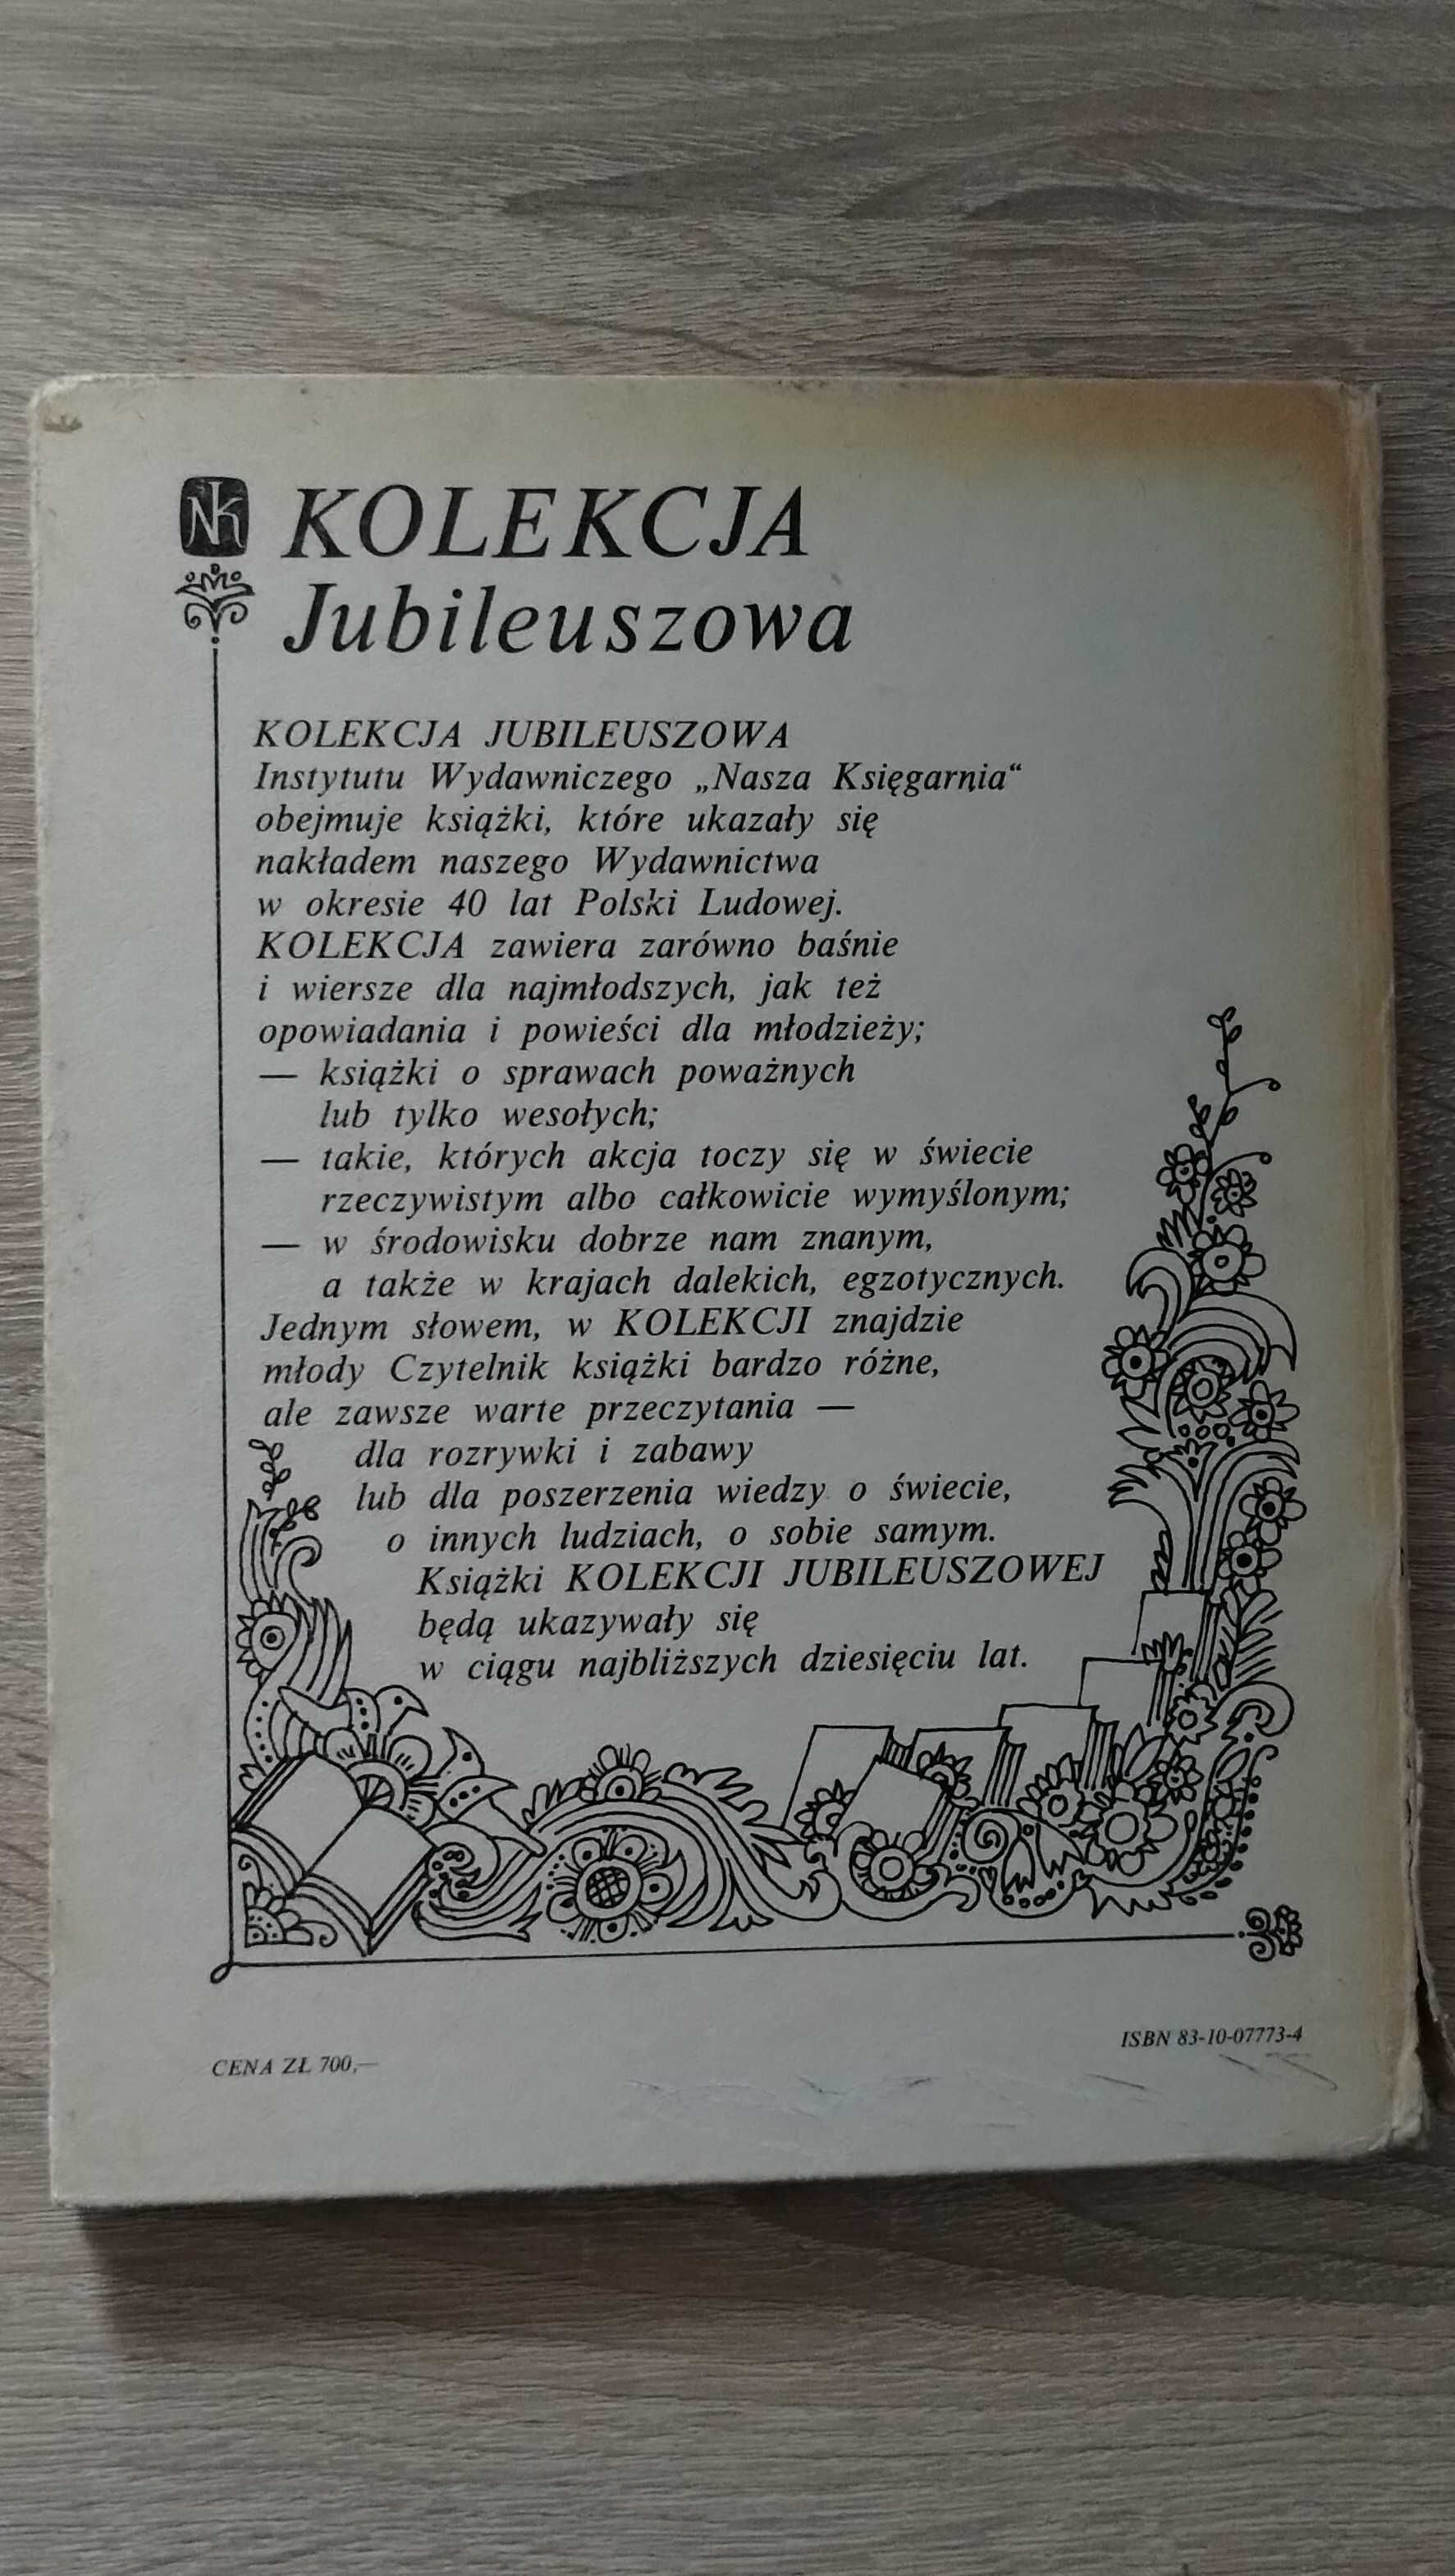 NK
KOLEKCJA
Jubileuszowa
KOLEKCJA JUBILEUSZOWA
Instytutu Wydawniczego „Nasza Księgarnia“
obejmuje książki, które ukazały się
nakładem naszego Wydawnictwa
w okresie 40 lat Polski Ludowej.
KOLEKCJA zawiera zarówno baśnie
i wiersze dla najmłodszych, jak też
opowiadania i powieści dla młodzieży;
— książki o sprawach poważnych
lub tylko wesołych;
— takie, których akcja toczy się w świecie
rzeczywistym albo całkowicie wymyślonym;
— w środowisku dobrze nam znanym,
a także w krajach dalekich, egzotycznych.
Jednym słowem, w KOLEKCJI znajdzie
młody Czytelnik książki bardzo różne,
ale zawsze warte przeczytania —
dla rozrywki i zabawy
lub dla poszerzenia wiedzy o świecie,
o innych ludziach, o sobie samym.
Książki KOLEKCJI JUBILEUSZOWEJ
będą ukazywały się
w ciągu najbliższych dziesięciu lat.
CENA ZŁ 700,—
ISBN 83-10-07773-4